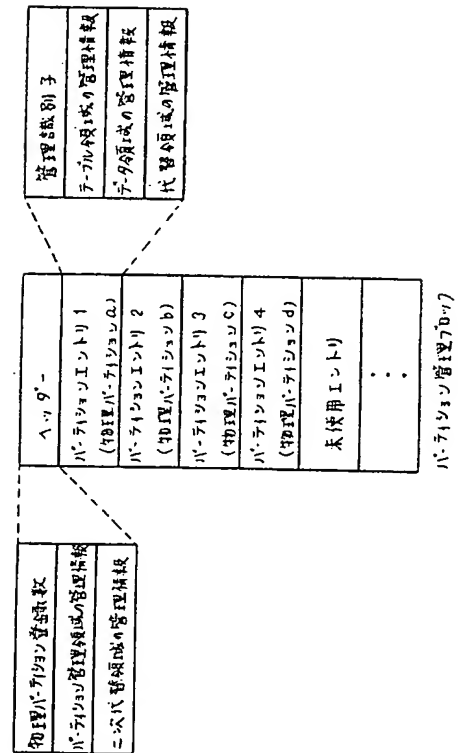 物理パーティション登録数
パーティション管理領域の管理情報
二次代替領域の管理情報
ヘッダー
パーティションエントリ1
(物理パーティションa)
パーティションエントリ2
(物理パーティションb)
パーティションエントリ3
(物理パーティションc)
パーティションエントリ4
(物理パーティションd)
未使用エントリ
・・・
パーティション管理ブロック
管理識別子
テーブル領域の管理情報
データ領域の管理情報
代替領域の管理情報